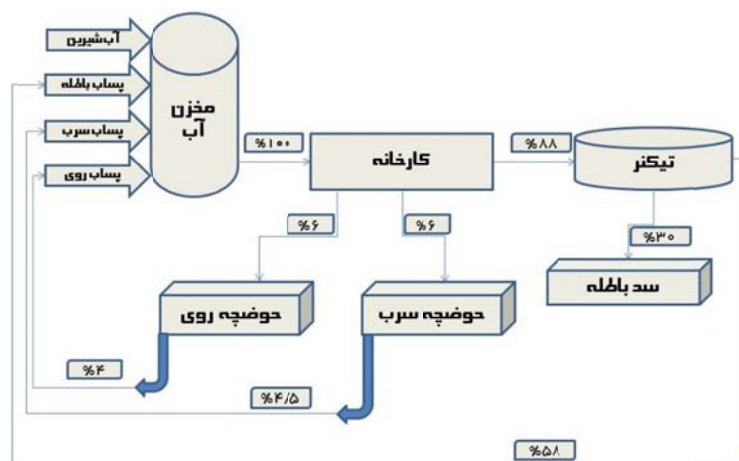 آب شیرین
پساب باطله
پساب سرب
پساب روی
مخزن
آب
%۱۰۰
کارخانه
%۸۸
تیکنر
%۶
%۶
%۳۰
حوضچه روی
حوضچه سرب
سد باطله
%۴
%۴/۵
%۵۸